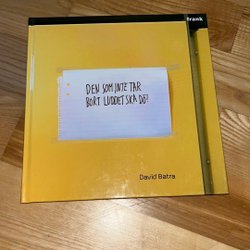 frank
DEN SOM INTE TAR
BORT LUDDET SKA DÖ!
David Batra